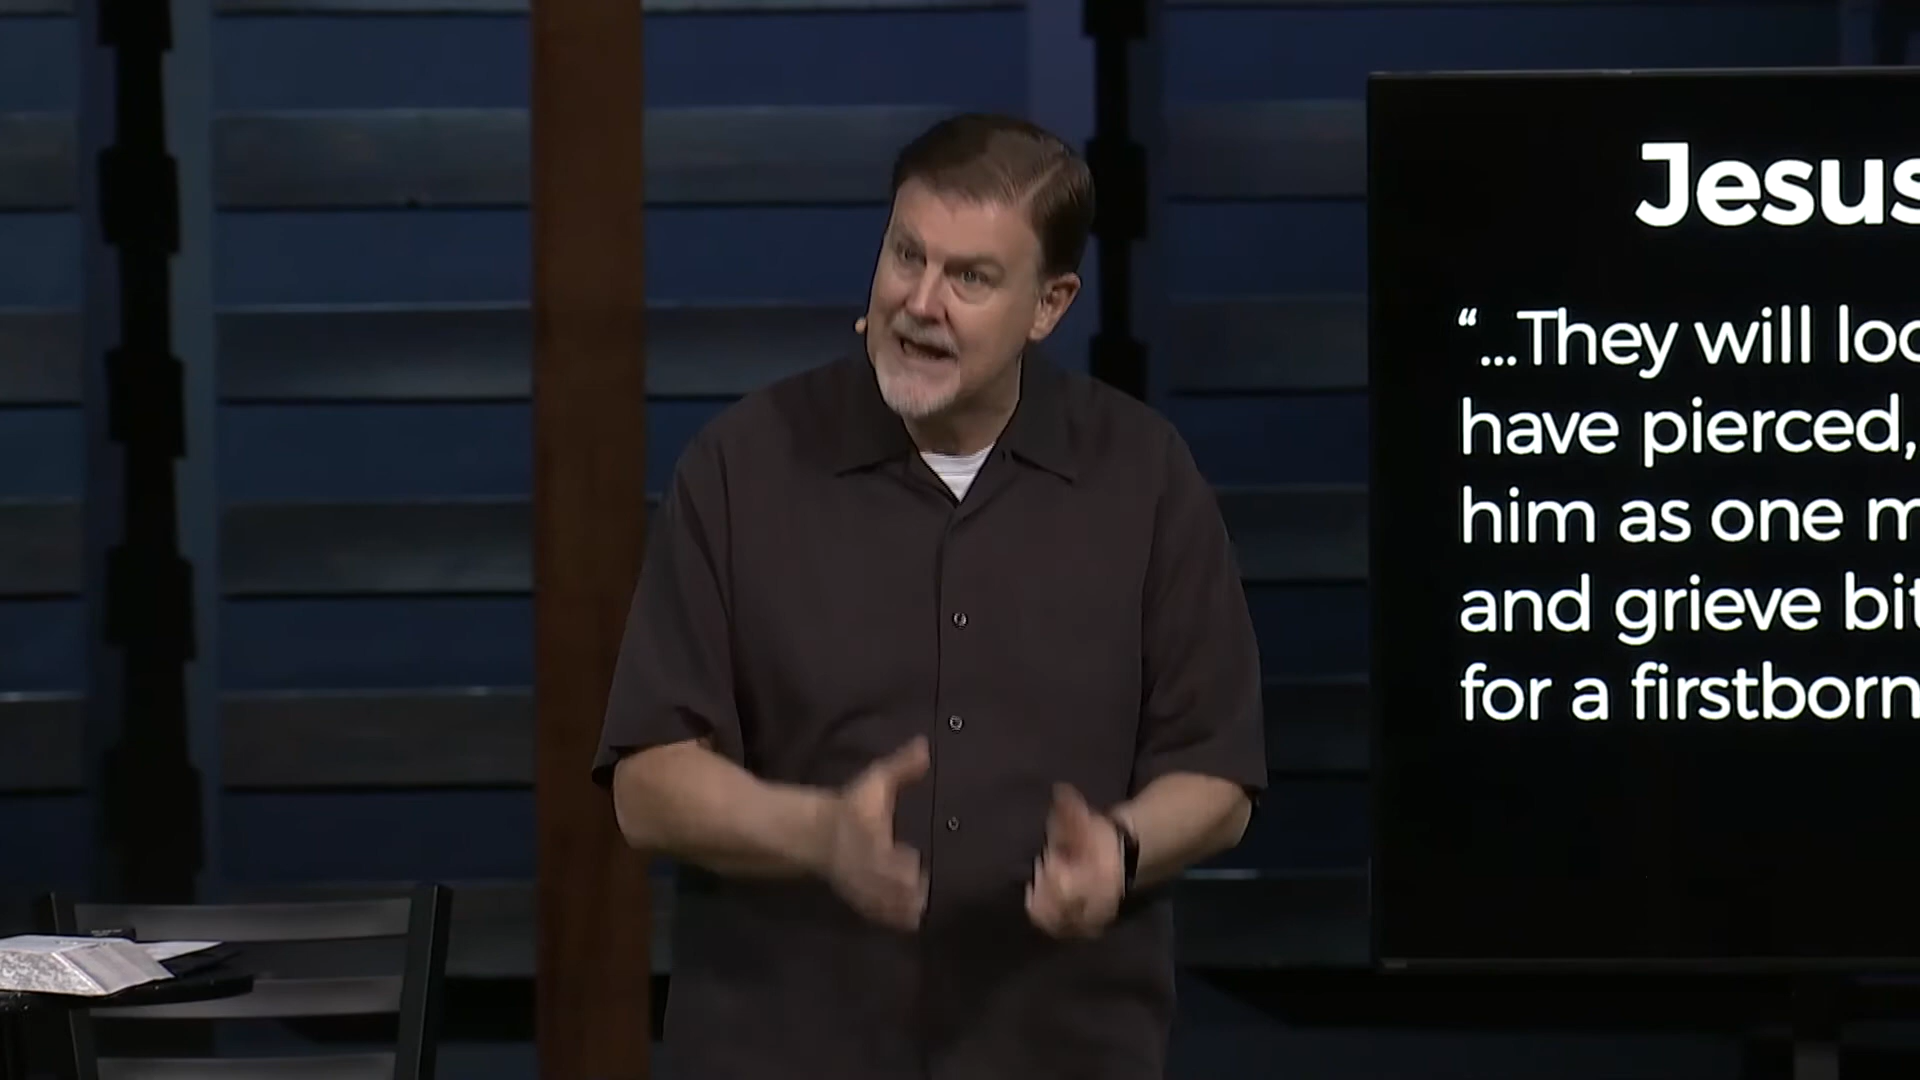 Jesus
“...They will loo
have pierced,
him as one m
and grieve bit
for a firstborn